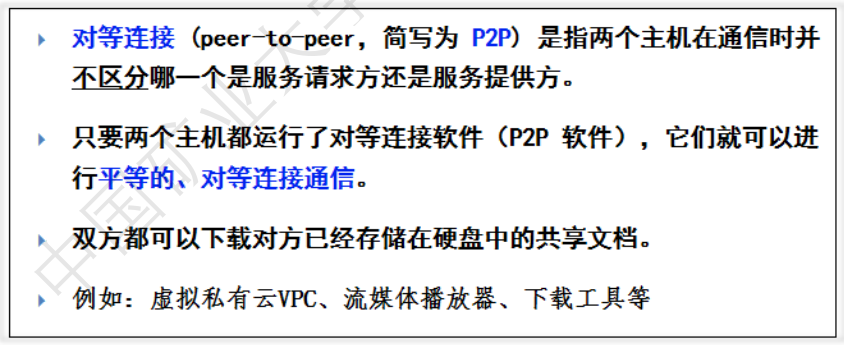 对等连接 (peer-to-peer，简写为 P2P) 是指两个主机在通信时并
不区分哪一个是服务请求方还是服务提供方。
只要两个主机都运行了对等连接软件（P2P 软件），它们就可以进
行平等的、对等连接通信。
双方都可以下载对方已经存储在硬盘中的共享文档。
例如：虚拟私有云VPC、流媒体播放器、下载工具等
中国矿业大学